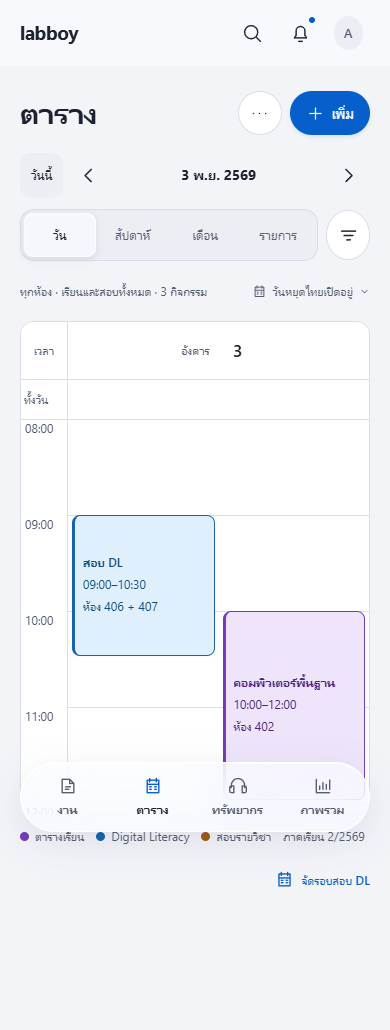 labboy
A
ตาราง
...
เพิ่ม
วันนี้
3 พ.ย. 2569
วัน
สัปดาห์
เดือน
รายการ
ทุกห้อง · เรียนและสอบทั้งหมด · 3 กิจกรรม
วันหยุดไทยเปิดอยู่
เวลา
อังคาร 3
ทั้งวัน
08:00
09:00
สอบ DL
09:00–10:30
ห้อง 406 + 407
10:00
คอมพิวเตอร์พื้นฐาน
10:00–12:00
ห้อง 402
11:00
12:00
งาน
ตาราง
ทรัพยากร
ภาพรวม
ตารางเรียน
Digital Literacy
สอบรายวิชา
ภาคเรียน 2/2569
จัดรอบสอบ DL